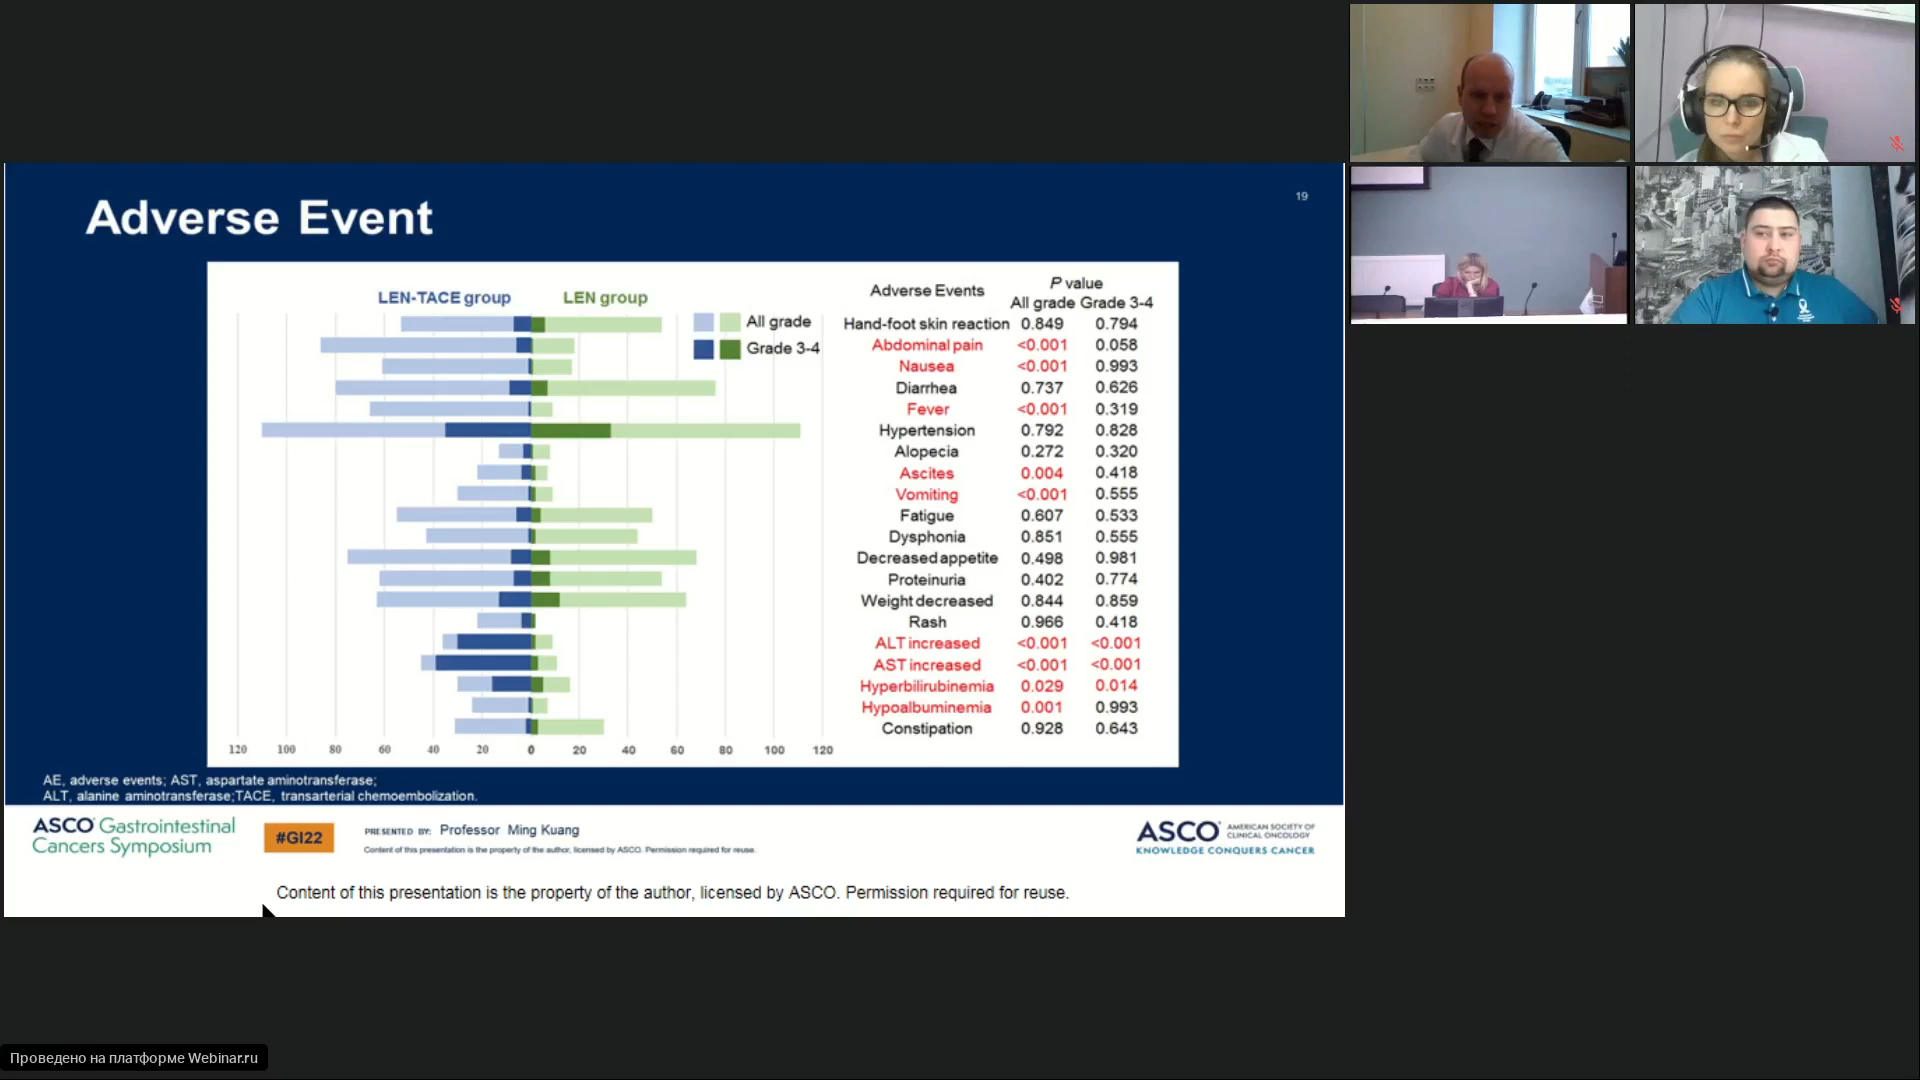 Adverse Event
19
LEN-TACE group
LEN group
All grade
Grade 3-4
Adverse Events
P value
All grade Grade 3-4
Hand-foot skin reaction 0.849 0.794
Abdominal pain <0.001 0.058
Nausea <0.001 0.993
Diarrhea 0.737 0.626
Fever <0.001 0.319
Hypertension 0.792 0.828
Alopecia 0.272 0.320
Ascites 0.004 0.418
Vomiting <0.001 0.555
Fatigue 0.607 0.533
Dysphonia 0.851 0.555
Decreased appetite 0.498 0.981
Proteinuria 0.402 0.774
Weight decreased 0.844 0.859
Rash 0.966 0.418
ALT increased <0.001 <0.001
AST increased <0.001 <0.001
Hyperbilirubinemia 0.029 0.014
Hypoalbuminemia 0.001 0.993
Constipation 0.928 0.643
120 100 80 60 40 20 0 20 40 60 80 100 120
AE, adverse events; AST, aspartate aminotransferase;
ALT, alanine aminotransferase;TACE, transarterial chemoembolization.
ASCO Gastrointestinal
Cancers Symposium
#GI22
PRESENTED BY: Professor Ming Kuang
Content of this presentation is the property of the author, licensed by ASCO. Permission required for reuse.
ASCO AMERICAN SOCIETY OF
CLINICAL ONCOLOGY
KNOWLEDGE CONQUERS CANCER
Content of this presentation is the property of the author, licensed by ASCO. Permission required for reuse.
Проведено на платформе Webinar.ru